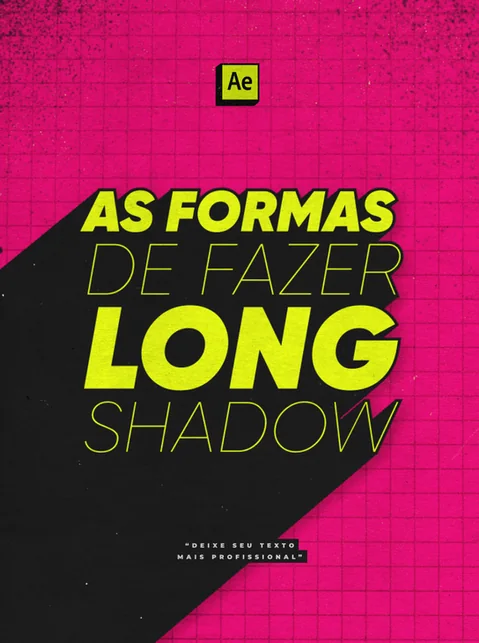 Ae
AS FORMAS
DE FAZER
LONG
SHADOW
"DEIXE SEU TEXTO
MAIS PROFISSIONAL"